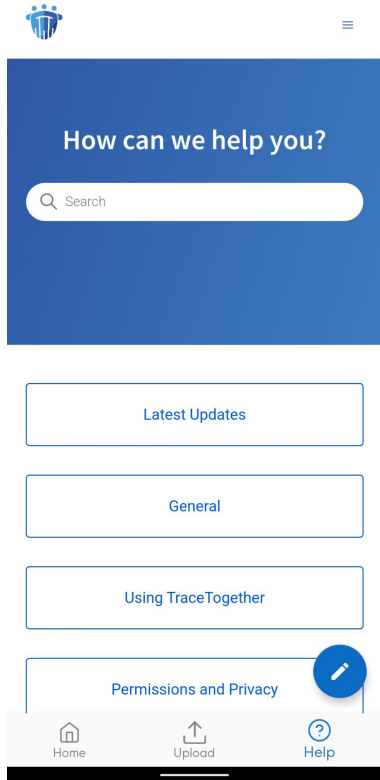 How can we help you?
Search
Latest Updates
General
Using TraceTogether
Permissions and Privacy
Home
Upload
Help